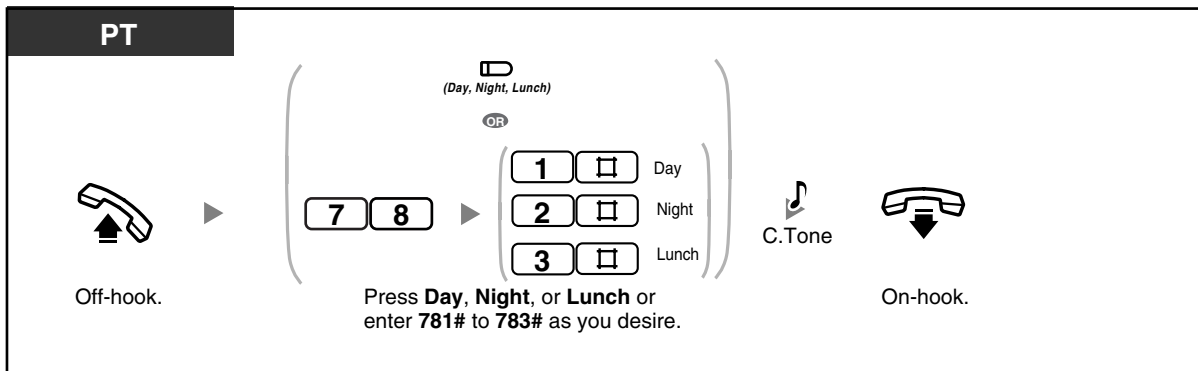 PT
(Day, Night, Lunch)
OR
7 8
1 # Day
2 # Night
3 # Lunch
C.Tone
Off-hook.
Press Day, Night, or Lunch or
enter 781# to 783# as you desire.
On-hook.